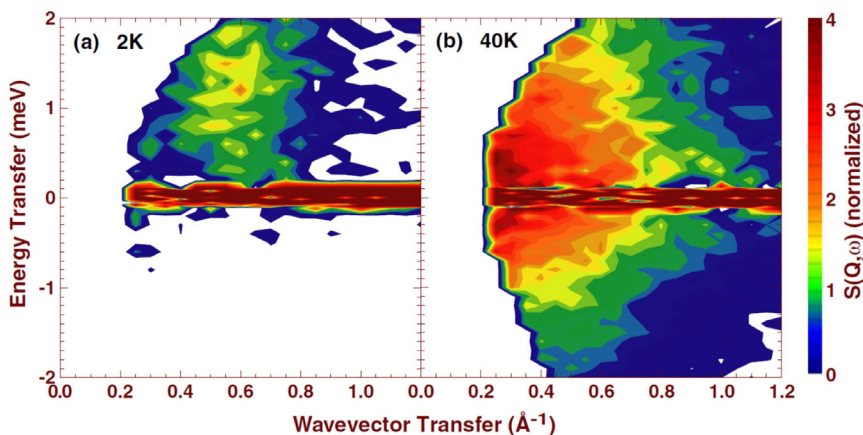 (a) 2K
(b) 40K
2
1
0
-1
-2
Energy Transfer (meV)
0.0 0.2 0.4 0.6 0.8 1.0 0.0 0.2 0.4 0.6 0.8 1.0 1.2
Wavevector Transfer (Å⁻¹)
4
3
2
1
0
S(Q,ω) (normalized)